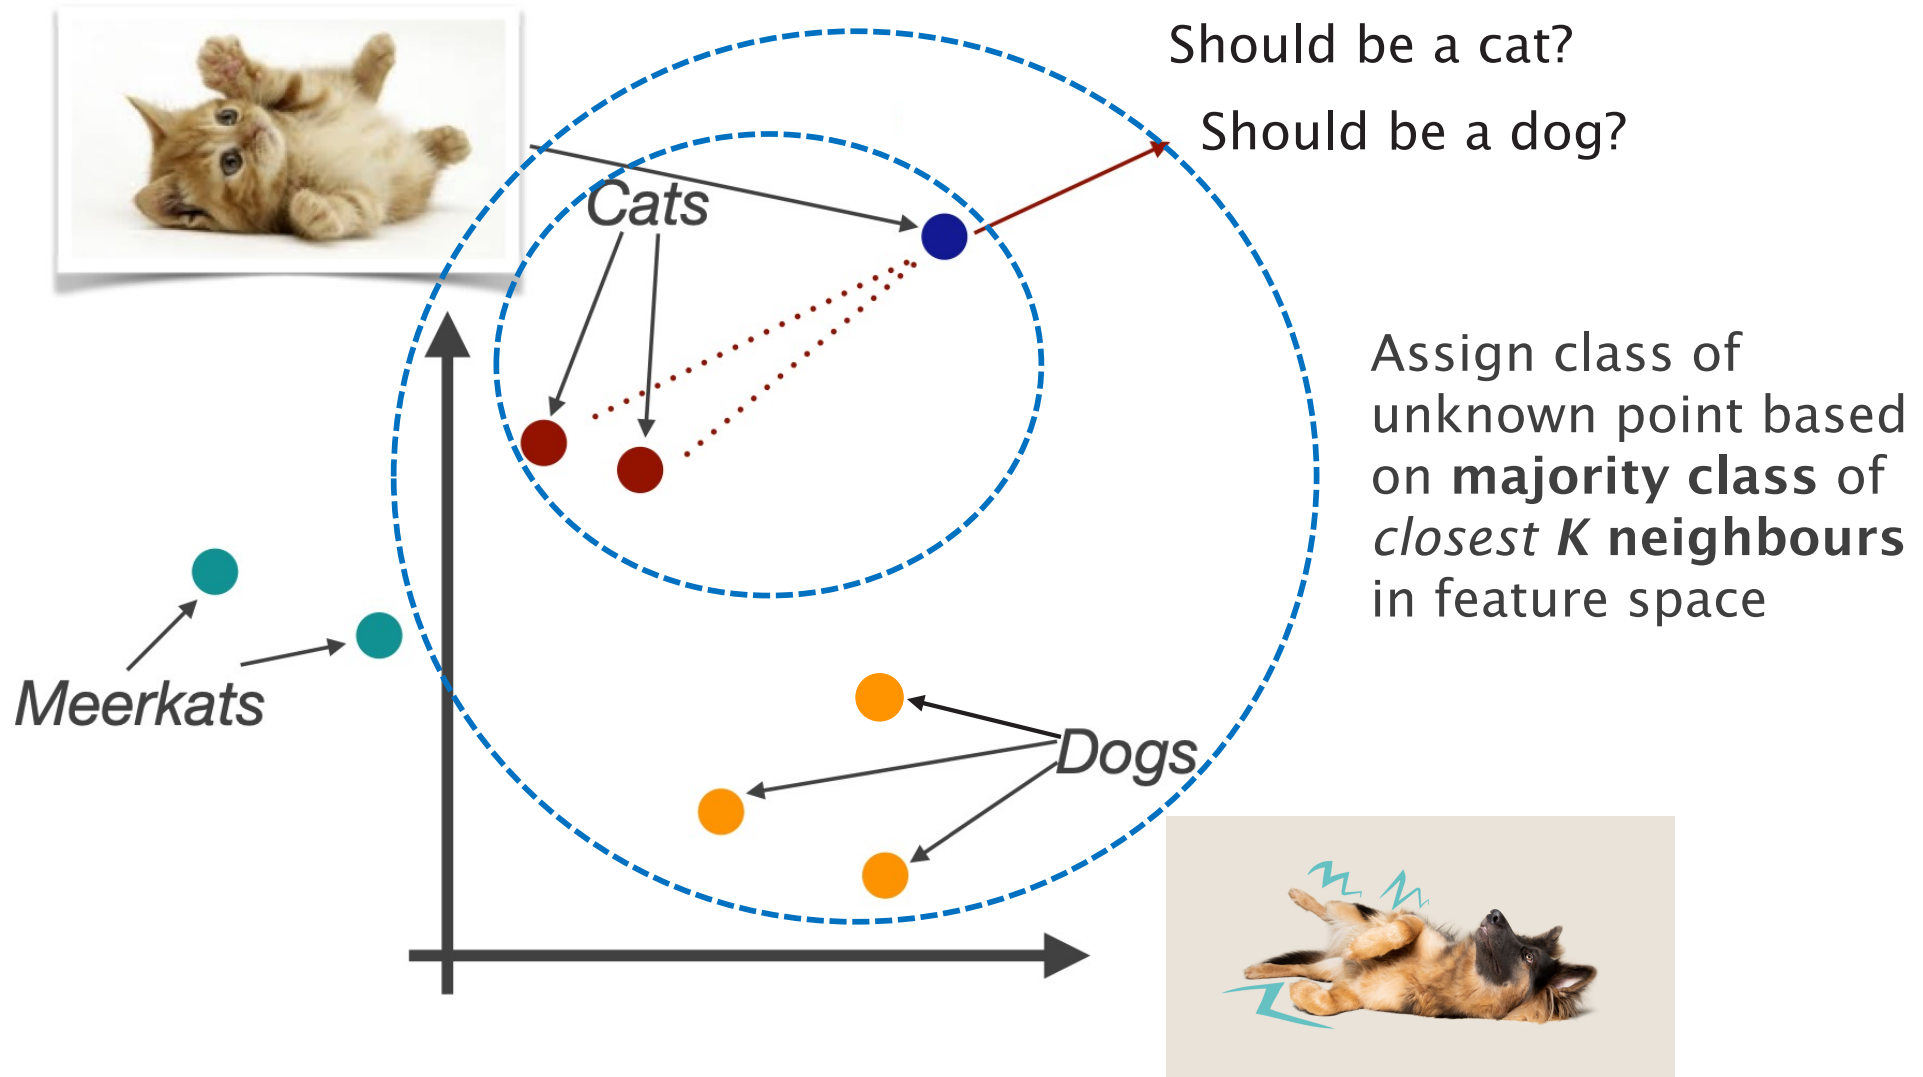 Should be a cat?
Should be a dog?
Cats
Assign class of
unknown point based
on majority class of
closest K neighbours
in feature space
Meerkats
Dogs